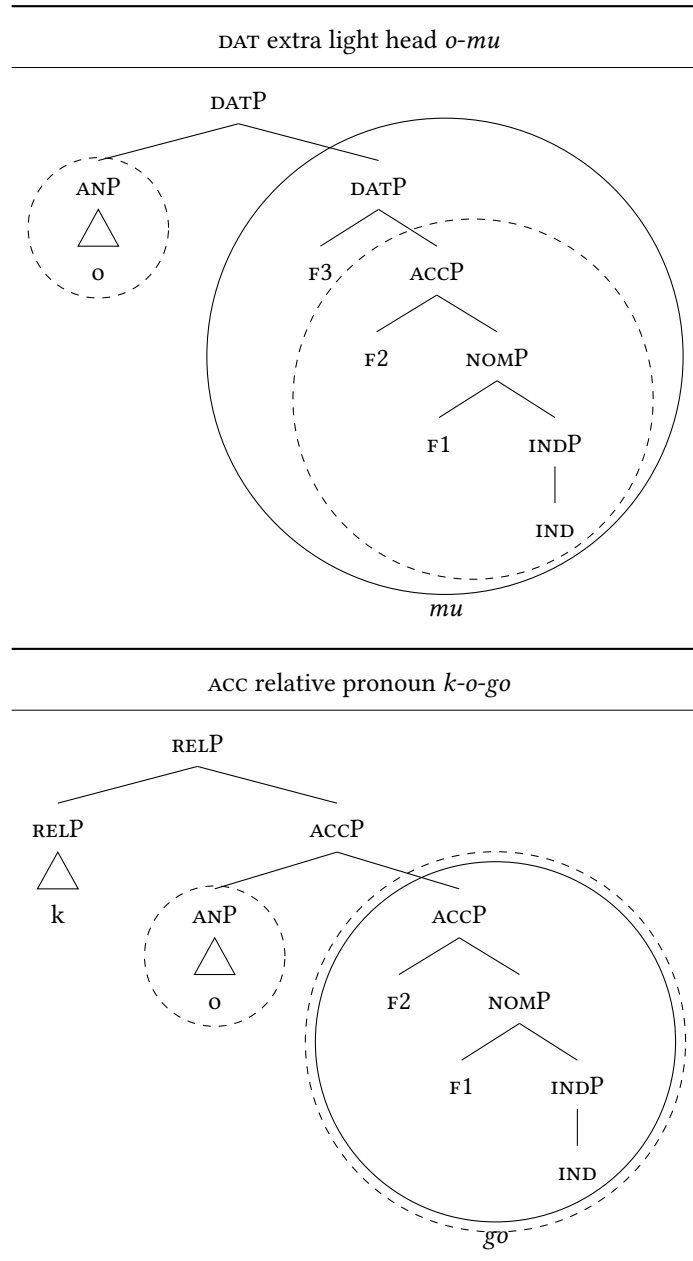 DAT extra light head o-mu
DATP
ANP DATP
o F3 ACCP
F2 NOMP
F1 INDP
IND
mu
ACC relative pronoun k-o-go
RELP
RELP ACCP
k ANP ACCP
o F2 NOMP
F1 INDP
IND
go